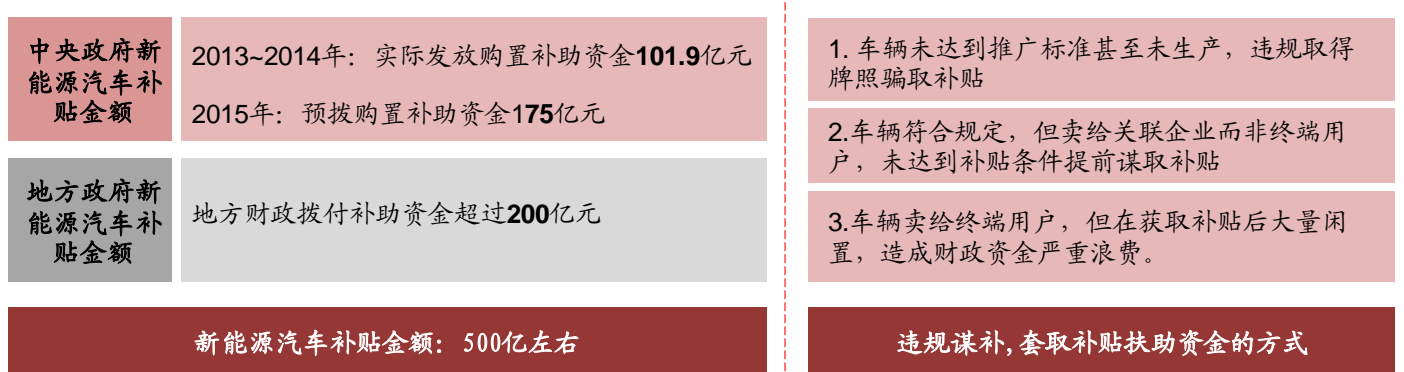 中央政府新
能源汽车补
贴金额
2013~2014年：实际发放购置补助资金101.9亿元
2015年：预拨购置补助资金175亿元
地方政府新
能源汽车补
贴金额
地方财政拨付补助资金超过200亿元
新能源汽车补贴金额：500亿左右
1. 车辆未达到推广标准甚至未生产，违规取得
牌照骗取补贴
2.车辆符合规定，但卖给关联企业而非终端用
户，未达到补贴条件提前谋取补贴
3.车辆卖给终端用户，但在获取补贴后大量闲
置，造成财政资金严重浪费。
违规谋补,套取补贴扶助资金的方式